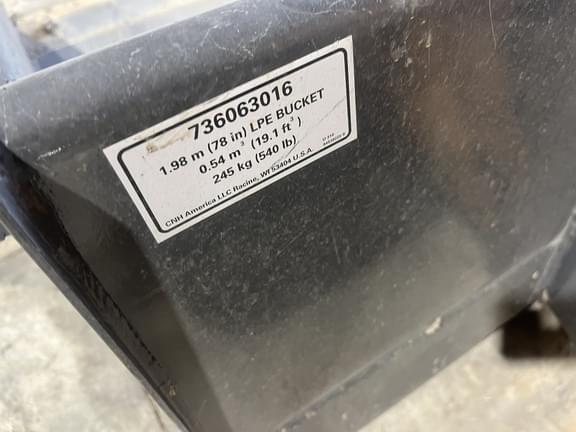 736063016
1.98 m (78 in) LPE BUCKET
0.54 m³ (19.1 ft³)
245 kg (540 lb)
CNH America LLC Racine, WI 53404 U.S.A.